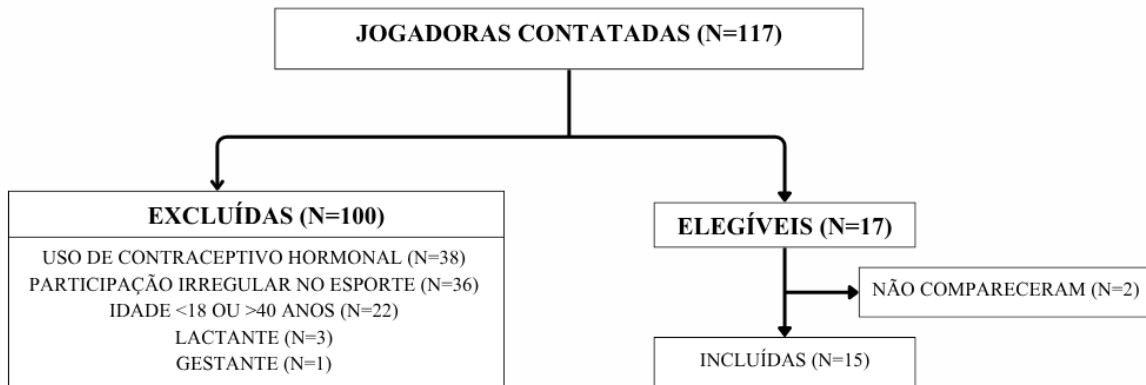 JOGADORAS CONTATADAS (N=117)
EXCLUÍDAS (N=100)
USO DE CONTRACEPTIVO HORMONAL (N=38)
PARTICIPAÇÃO IRREGULAR NO ESPORTE (N=36)
IDADE <18 OU >40 ANOS (N=22)
LACTANTE (N=3)
GESTANTE (N=1)
ELEGÍVEIS (N=17)
NÃO COMPARECERAM (N=2)
INCLUÍDAS (N=15)